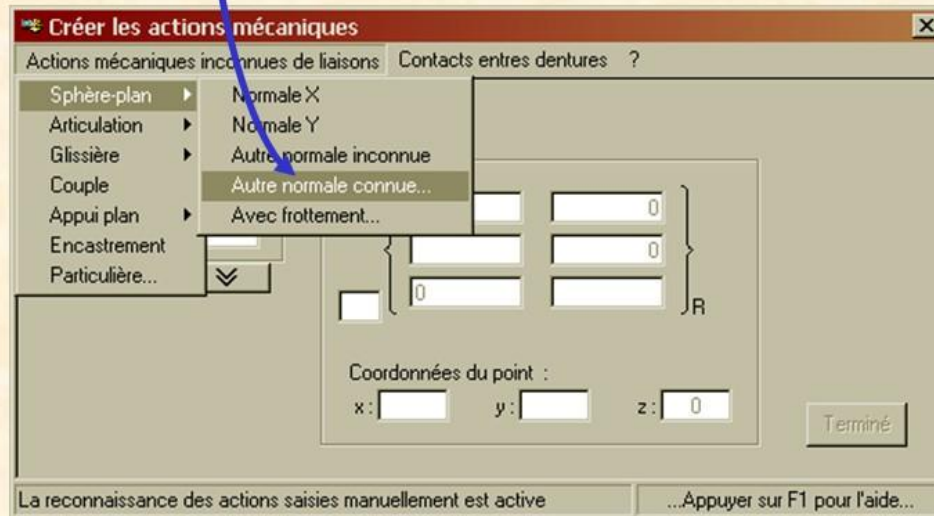 Créer les actions mécaniques
Actions mécaniques inconnues de liaisons Contacts entres dentures ?
Sphère-plan
Articulation
Glissière
Couple
Appui plan
Encastrement
Particulière...
Normale X
Normale Y
Autre normale inconnue
Autre normale connue...
Avec frottement...
0
0
0
R
Coordonnées du point :
x: y: z: 0
Terminé
La reconnaissance des actions saisies manuellement est active ...Appuyer sur F1 pour l'aide...